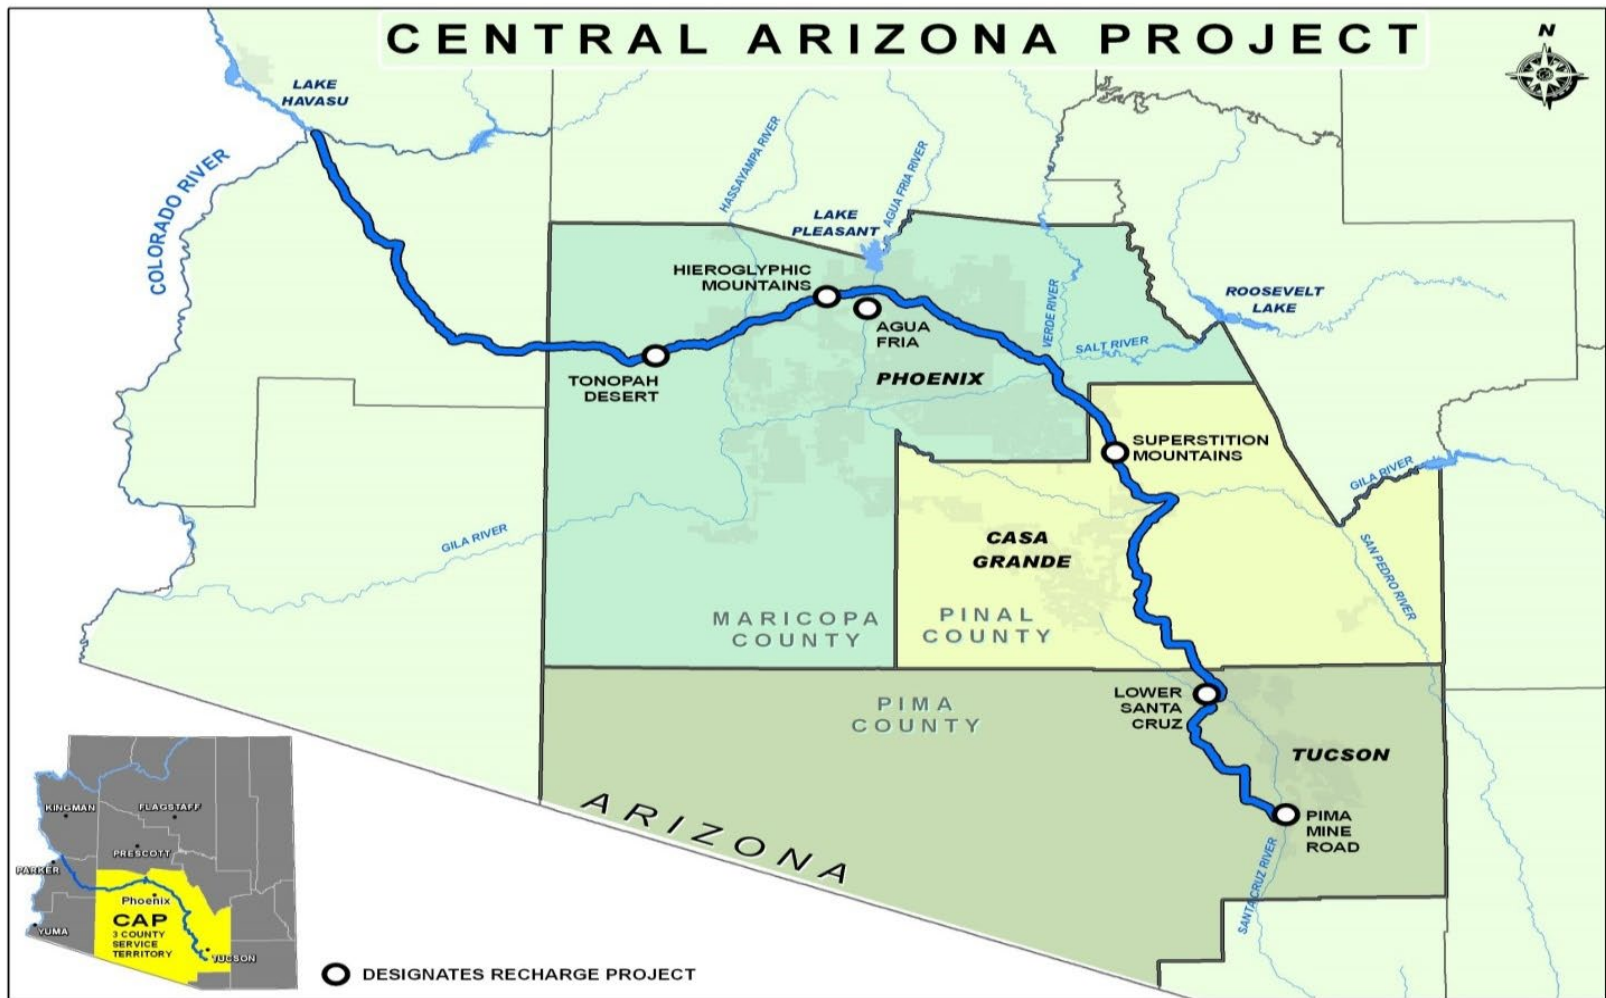 CENTRAL ARIZONA PROJECT
N
LAKE
HAVASU
COLORADO RIVER
HASSAYAMPA RIVER
AGUA FRIA RIVER
LAKE
PLEASANT
HIEROGLYPHIC
MOUNTAINS
AGUA
FRIA
VERDE RIVER
SALT RIVER
ROOSEVELT
LAKE
TONOPAH
DESERT
PHOENIX
SUPERSTITION
MOUNTAINS
GILA RIVER
GILA RIVER
CASA
GRANDE
SAN PEDRO RIVER
MARICOPA
COUNTY
PINAL
COUNTY
PIMA
COUNTY
LOWER
SANTA
CRUZ
TUCSON
PIMA
MINE
ROAD
SANTA CRUZ RIVER
ARIZONA
KINGMAN
FLAGSTAFF
PRESCOTT
PARKER
Phoenix
CAP
3 COUNTY
SERVICE
TERRITORY
YUMA
TUCSON
DESIGNATES RECHARGE PROJECT